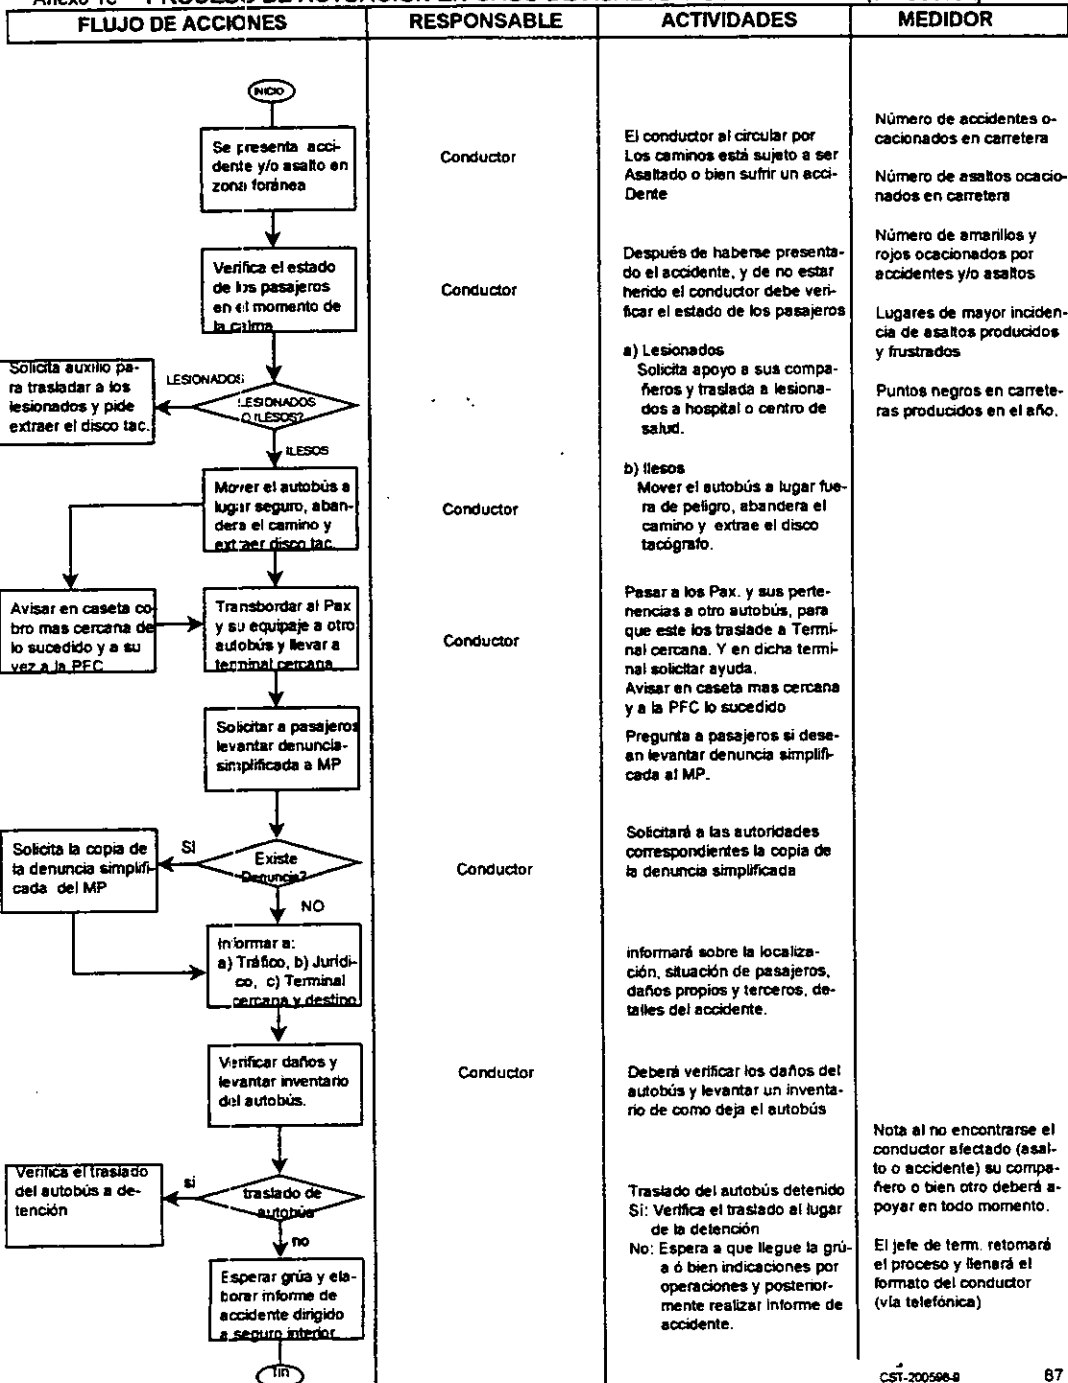 Anexo 1c PROCESO DE ACTUACIÓN EN CASO DE
FLUJO DE ACCIONES
RESPONSABLE
ACTIVIDADES
MEDIDOR
INICIO
Se presenta acci-
dente y/o asalto en
zona foránea
Conductor
El conductor al circular por
Los caminos está sujeto a ser
Asaltado o bien sufrir un acci-
Dente
Número de accidentes o-
cacionados en carretera
Número de asaltos ocacio-
nados en carretera
Verifica el estado
de los pasajeros
en el momento de
la calma
Conductor
Después de haberse presenta-
do el accidente, y de no estar
herido el conductor debe veri-
ficar el estado de los pasajeros
Número de amarillos y
rojos ocacionados por
accidentes y/o asaltos
Lugares de mayor inciden-
cia de asaltos producidos
y frustrados
Puntos negros en carrete-
ras producidos en el año.
Solicita auxilio pa-
ra trasladar a los
lesionados y pide
extraer el disco tac.
LESIONADOS
LESIONADOS
O ILESOS?
ILESOS
a) Lesionados
Solicita apoyo a sus compa-
ñeros y traslada a lesiona-
dos a hospital o centro de
salud.
Mover el autobús a
lugar seguro, aban-
dera el camino y
extraer disco tac.
Conductor
b) Ilesos
Mover el autobús a lugar fue-
ra de peligro, abandera el
camino y extrae el disco
tacógrafo.
Avisar en caseta co
bro mas cercana de
lo sucedido y a su
vez a la PFC
Transbordar al Pax
y su equipaje a otro
autobús y llevar a
terminal cercana
Conductor
Pasar a los Pax. y sus perte-
nencias a otro autobús, para
que este los traslade a Termi-
nal cercana. Y en dicha termi-
nal solicitar ayuda.
Avisar en caseta mas cercana
y a la PFC lo sucedido
Solicitar a pasajeros
levantar denuncia-
simplificada a MP
Pregunta a pasajeros si dese-
an levantar denuncia simplifi-
cada al MP.
Solicita la copia de
la denuncia simplifi-
cada del MP
SI
Existe
Denuncia?
NO
Conductor
Solicitará a las autoridades
correspondientes la copia de
la denuncia simplificada
Informar a:
a) Tráfico, b) Jurídi-
co, c) Terminal
cercana y destino
informará sobre la localiza-
ción, situación de pasajeros,
daños propios y terceros, de-
talles del accidente.
Verificar daños y
levantar inventario
del autobús.
Conductor
Deberá verificar los daños del
autobús y levantar un inventa-
rio de como deja el autobús
Verifica el traslado
del autobús a de-
tención
si
traslado de
autobús
no
Traslado del autobús detenido
Si: Verifica el traslado al lugar
de la detención
No: Espera a que llegue la grú-
a ó bien indicaciones por
operaciones y posterior-
mente realizar informe de
accidente.
Nota al no encontrarse el
conductor afectado (asal-
to o accidente) su compa-
ñero o bien otro deberá a-
poyar en todo momento.
El jefe de term. retomará
el proceso y llenará el
formato del conductor
(vía telefónica)
Esperar grúa y ela-
borar informe de
accidente dirigido
a seguro interior
fin
CST-200598-9
87